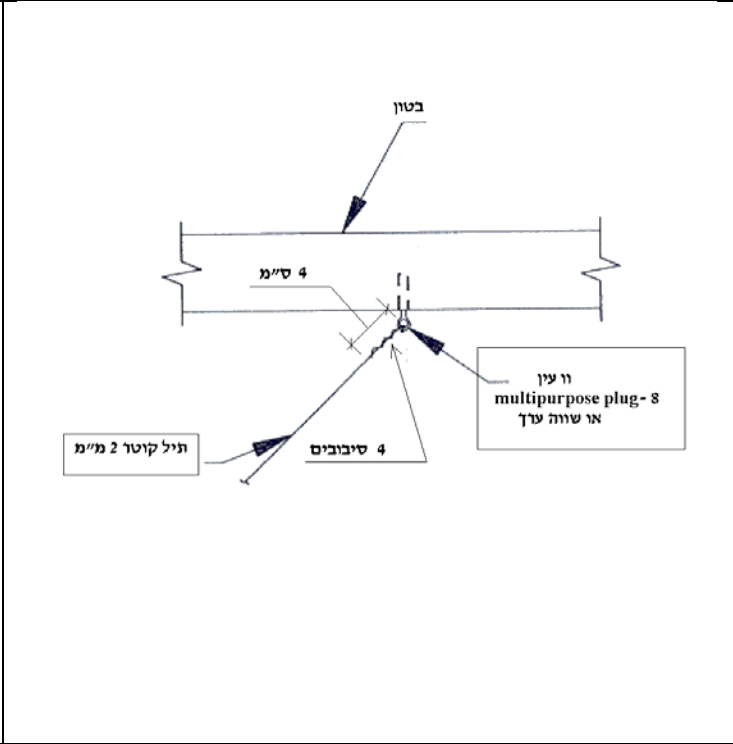 בטון
4 ס"מ
וו עין
multipurpose plug- 8
או שווה ערך
תיל קוטר 2 מ"מ
4 סיבובים